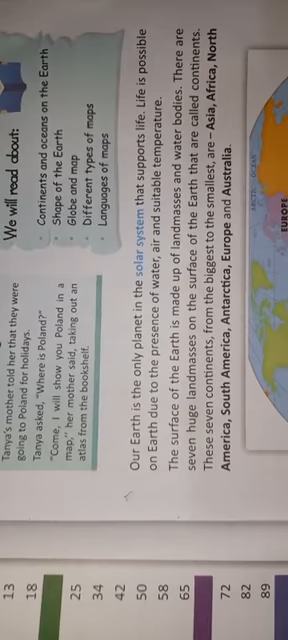 We will read about:
• Continents and oceans on the Earth
• Shape of the Earth
• Globe and map
• Different types of maps
• Languages of maps
Tanya's mother told her that they were
going to Poland for holidays.
Tanya asked, "Where is Poland?"
"Come, I will show you Poland in a
map," her mother said, taking out an
atlas from the bookshelf.
Our Earth is the only planet in the solar system that supports life. Life is possible
on Earth due to the presence of water, air and suitable temperature.
The surface of the Earth is made up of landmasses and water bodies. There are
seven huge landmasses on the surface of the Earth that are called continents.
These seven continents, from the biggest to the smallest, are – Asia, Africa, North
America, South America, Antarctica, Europe and Australia.
ARCTIC OCEAN
EUROPE
13
18
25
34
42
50
58
65
72
82
89